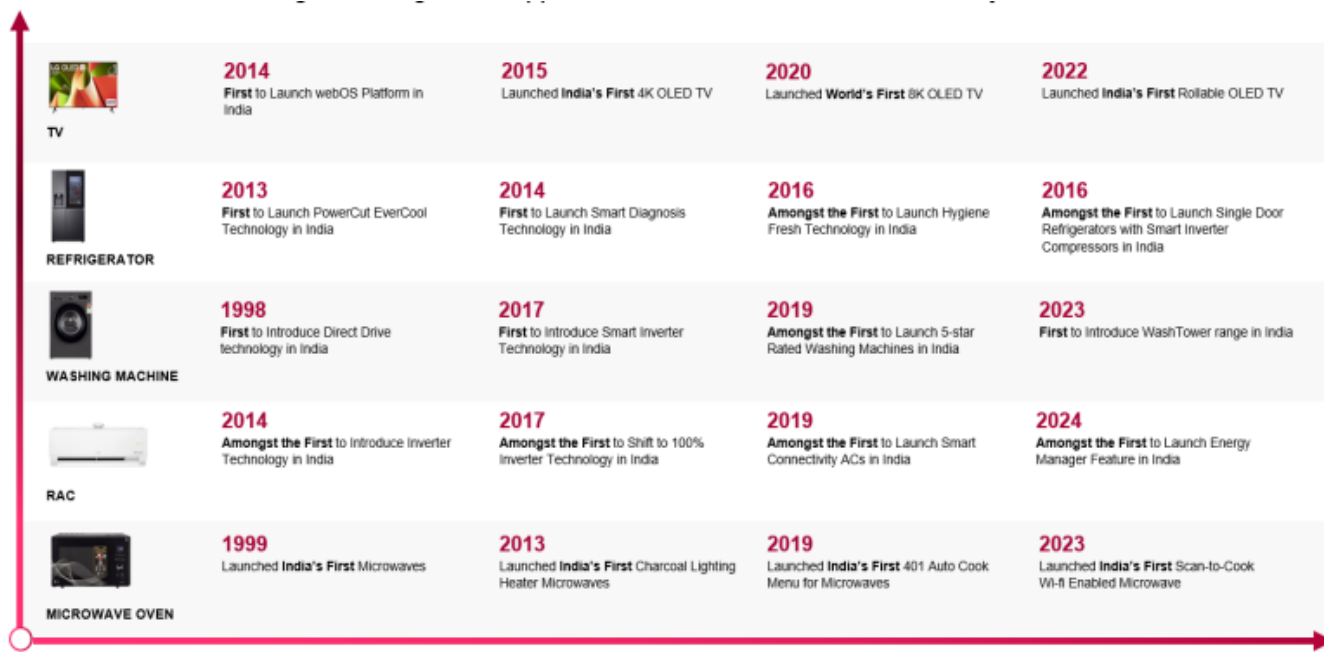 LG OLED
TV
2014
First to Launch webOS Platform in
India
2015
Launched India's First 4K OLED TV
2020
Launched World's First 8K OLED TV
2022
Launched India's First Rollable OLED TV
REFRIGERATOR
2013
First to Launch PowerCut EverCool
Technology in India
2014
First to Launch Smart Diagnosis
Technology in India
2016
Amongst the First to Launch Hygiene
Fresh Technology in India
2016
Amongst the First to Launch Single Door
Refrigerators with Smart Inverter
Compressors in India
WASHING MACHINE
1998
First to Introduce Direct Drive
technology in India
2017
First to Introduce Smart Inverter
Technology in India
2019
Amongst the First to Launch 5-star
Rated Washing Machines in India
2023
First to Introduce WashTower range in India
RAC
2014
Amongst the First to Introduce Inverter
Technology in India
2017
Amongst the First to Shift to 100%
Inverter Technology in India
2019
Amongst the First to Launch Smart
Connectivity ACs in India
2024
Amongst the First to Launch Energy
Manager Feature in India
MICROWAVE OVEN
1999
Launched India's First Microwaves
2013
Launched India's First Charcoal Lighting
Heater Microwaves
2019
Launched India's First 401 Auto Cook
Menu for Microwaves
2023
Launched India's First Scan-to-Cook
Wi-fi Enabled Microwave